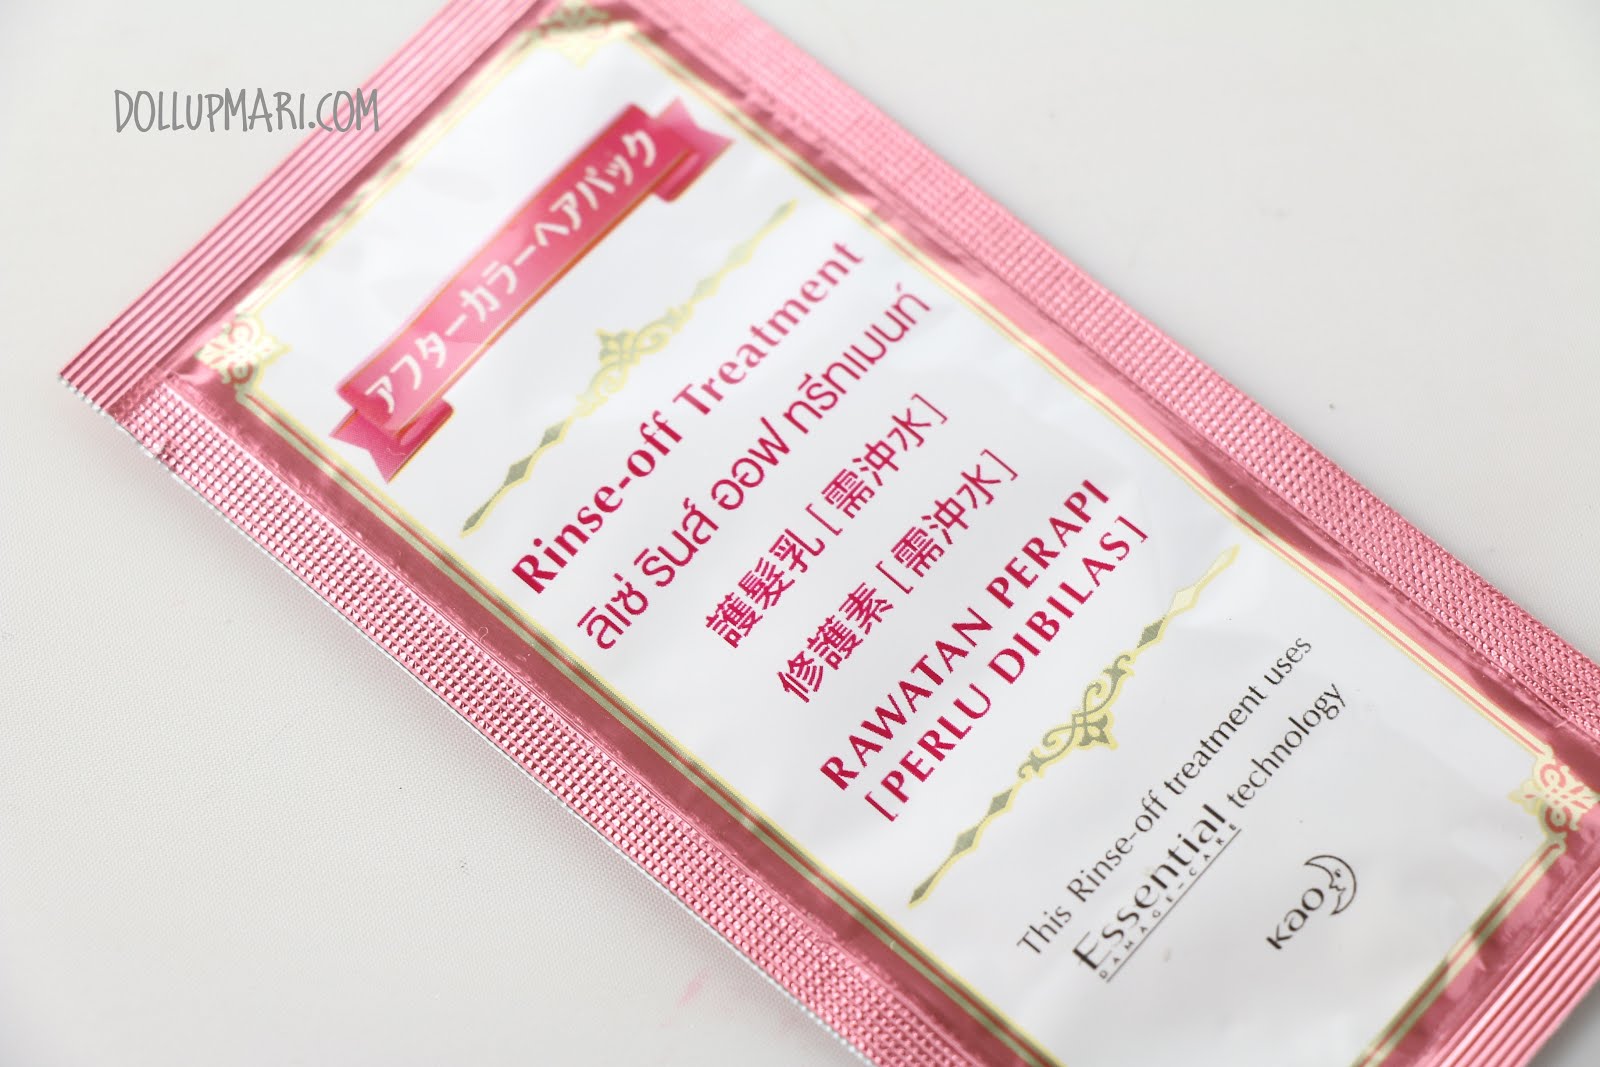 DOLLUPMARI.COM
アフターカラーヘアパック
Rinse-off Treatment
ลิเซ่ รินส์ ออฟ ทรีทเมนท์
護髮乳 [ 需沖水 ]
修護素 [ 需沖水 ]
RAWATAN PERAPI
[ PERLU DIBILAS ]
This Rinse-off treatment uses
Essential technology
DAMAGE-CARE
Kao